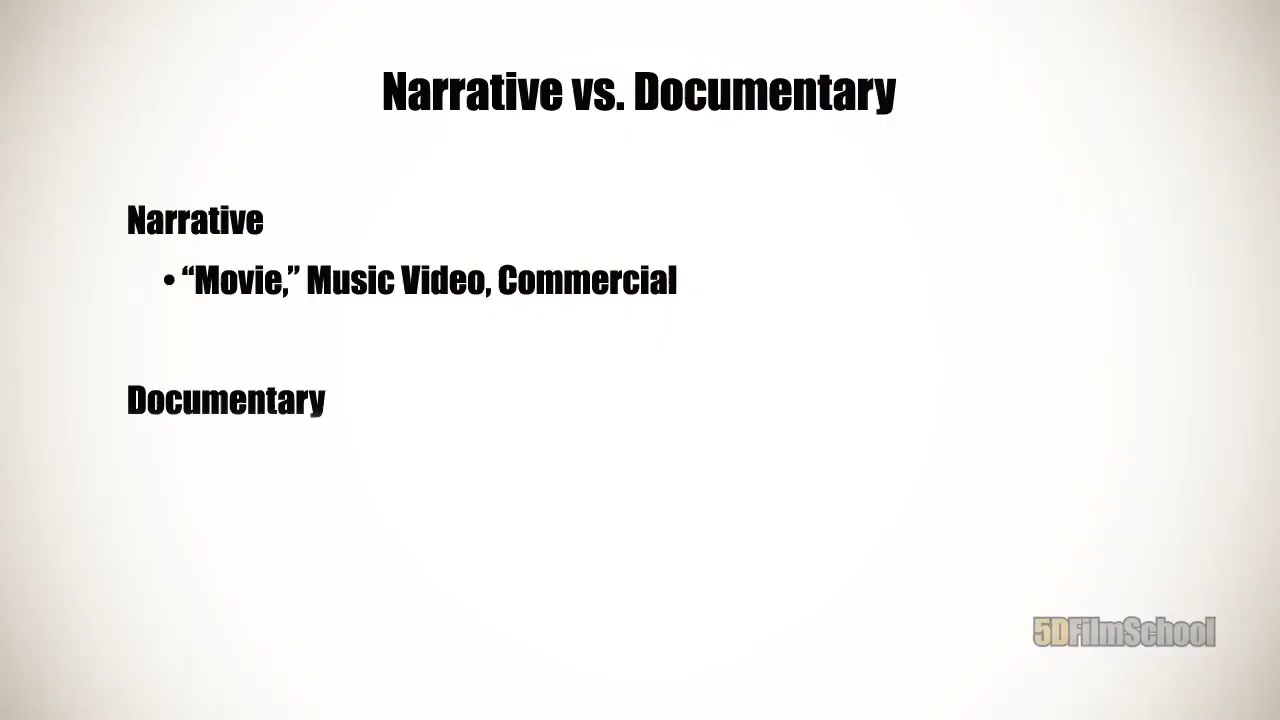 Narrative vs. Documentary
Narrative
• “Movie,” Music Video, Commercial
Documentary
5DFilmSchool